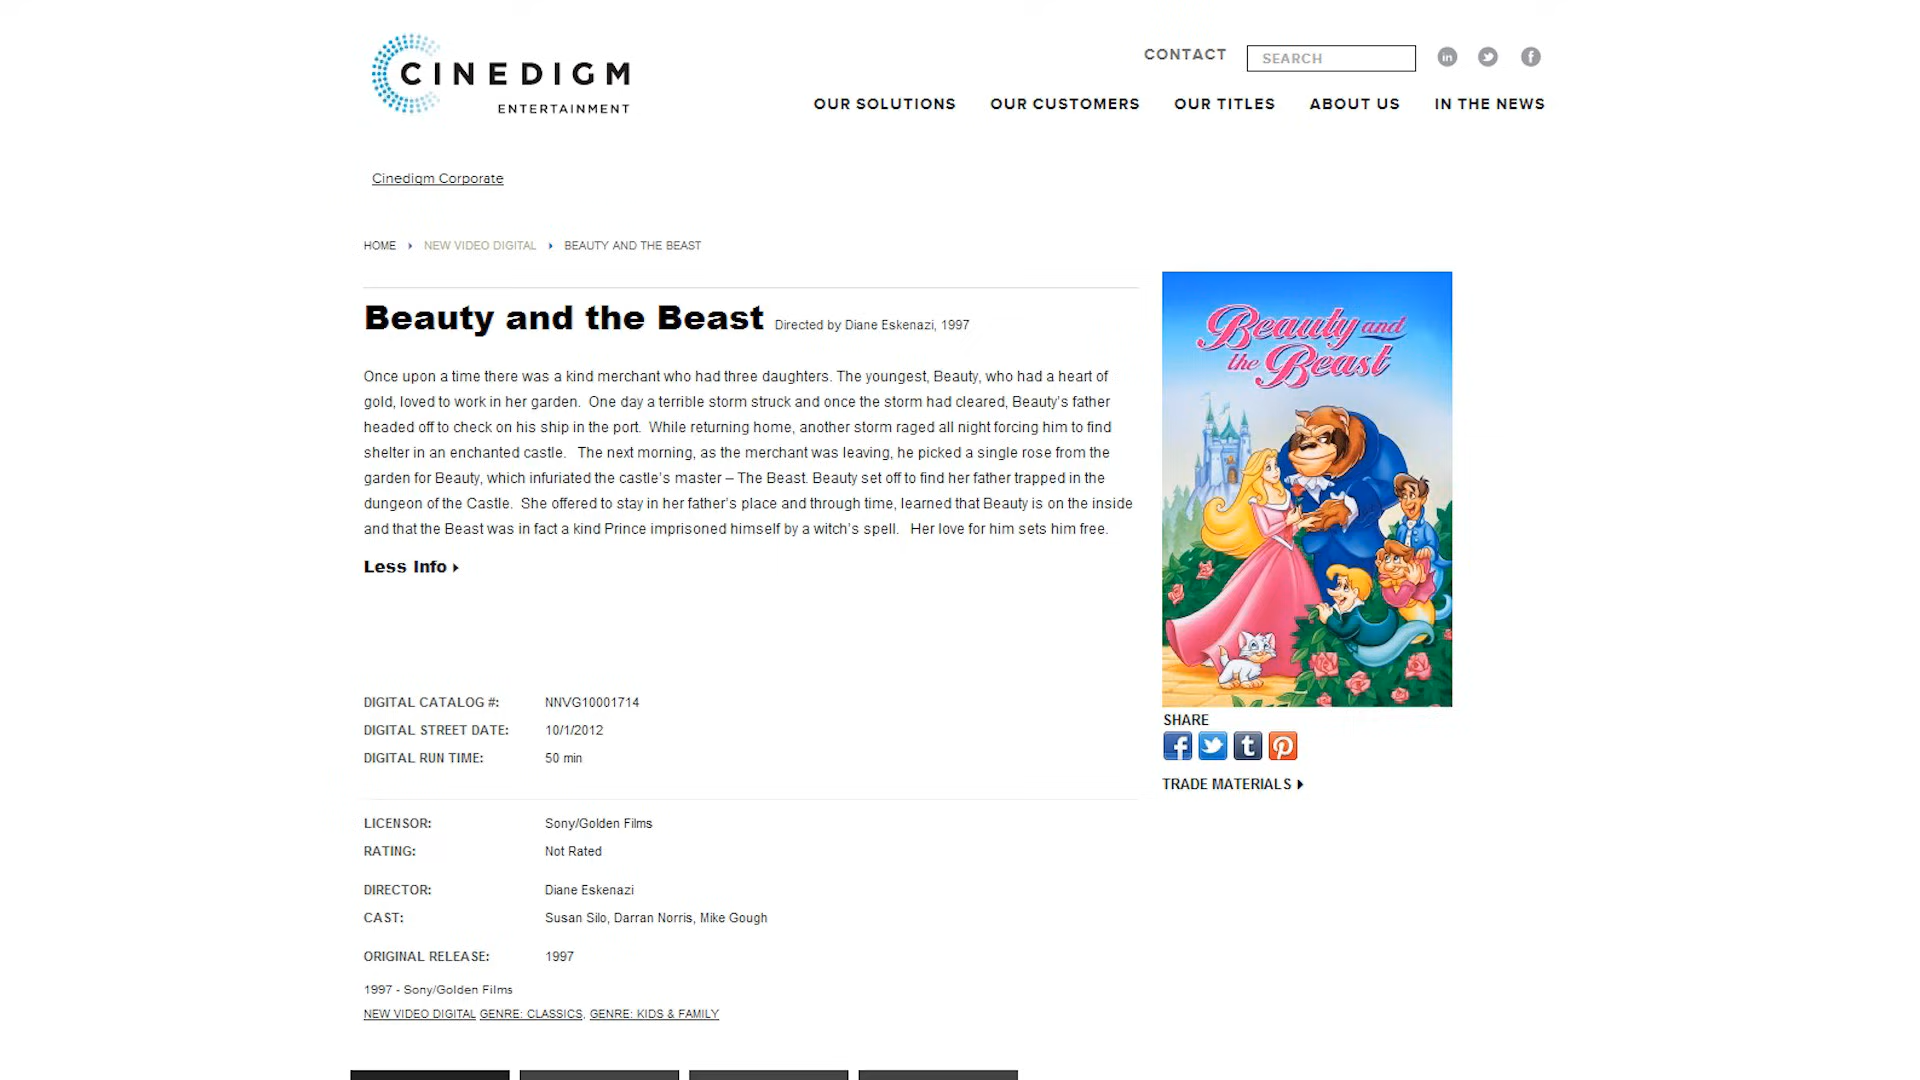 CINEDIGM
ENTERTAINMENT
CONTACT
SEARCH
OUR SOLUTIONS
OUR CUSTOMERS
OUR TITLES
ABOUT US
IN THE NEWS
Cinedigm Corporate
HOME NEW VIDEO DIGITAL BEAUTY AND THE BEAST
Beauty and the Beast Directed by Diane Eskenazi, 1997
Once upon a time there was a kind merchant who had three daughters. The youngest, Beauty, who had a heart of
gold, loved to work in her garden. One day a terrible storm struck and once the storm had cleared, Beauty's father
headed off to check on his ship in the port. While returning home, another storm raged all night forcing him to find
shelter in an enchanted castle. The next morning, as the merchant was leaving, he picked a single rose from the
garden for Beauty, which infuriated the castle's master – The Beast. Beauty set off to find her father trapped in the
dungeon of the Castle. She offered to stay in her father's place and through time, learned that Beauty is on the inside
and that the Beast was in fact a kind Prince imprisoned himself by a witch's spell. Her love for him sets him free.
Less Info
DIGITAL CATALOG #: NNVG10001714
DIGITAL STREET DATE: 10/1/2012
DIGITAL RUN TIME: 50 min
LICENSOR: Sony/Golden Films
RATING: Not Rated
DIRECTOR: Diane Eskenazi
CAST: Susan Silo, Darran Norris, Mike Gough
ORIGINAL RELEASE: 1997
1997 - Sony/Golden Films
NEW VIDEO DIGITAL GENRE: CLASSICS, GENRE: KIDS & FAMILY
Beauty and
the Beast
SHARE
TRADE MATERIALS